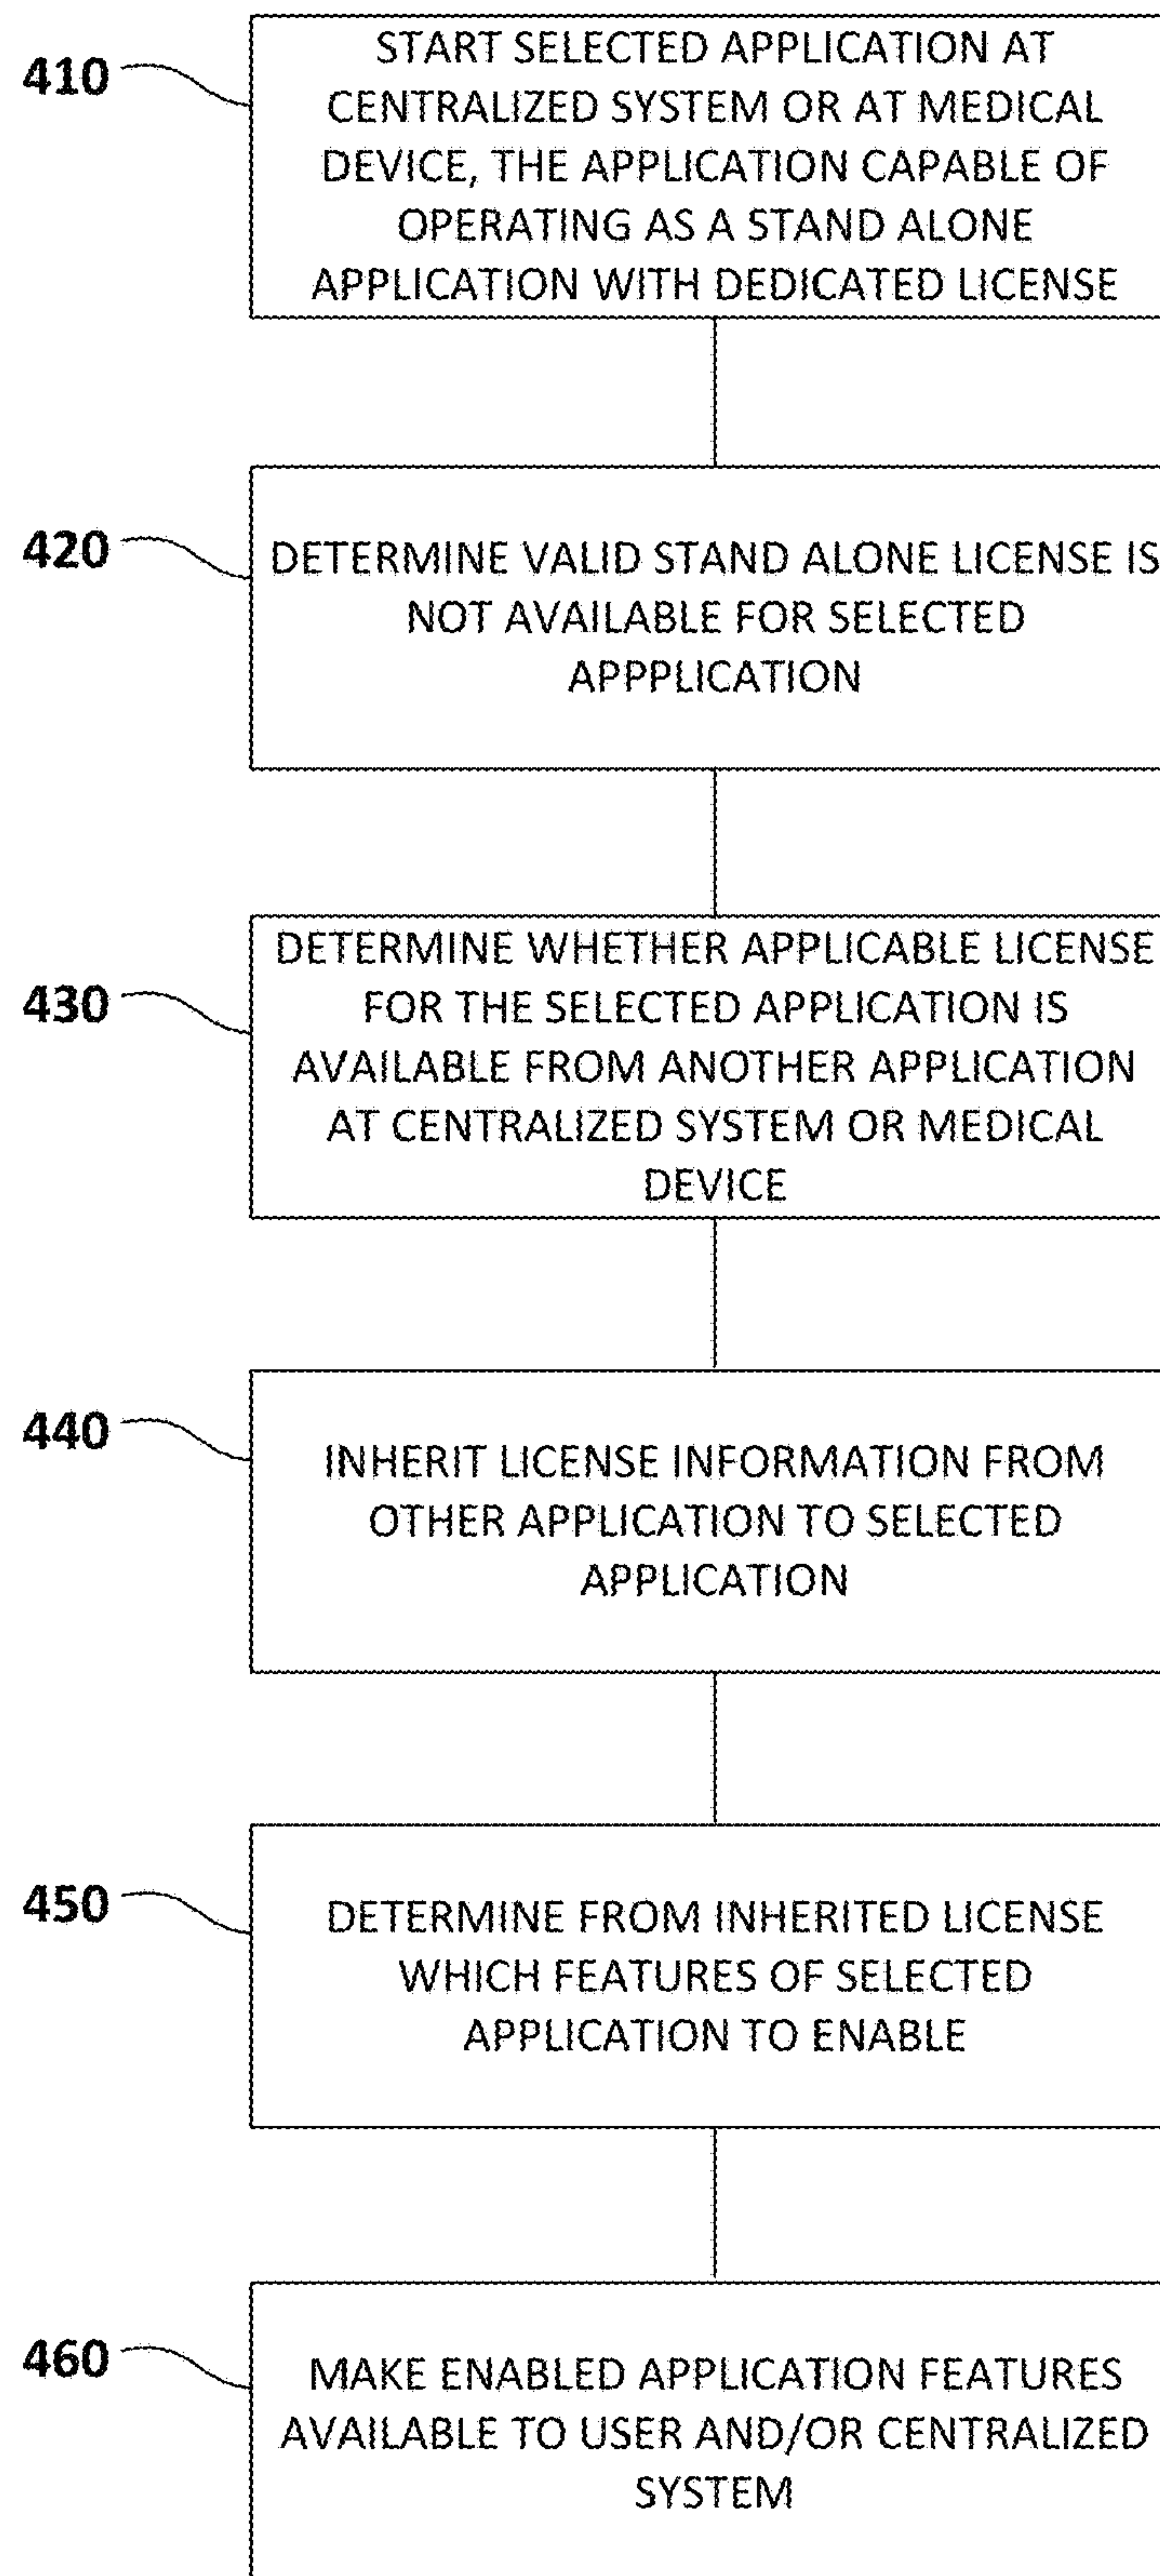 410
START SELECTED APPLICATION AT
CENTRALIZED SYSTEM OR AT MEDICAL
DEVICE, THE APPLICATION CAPABLE OF
OPERATING AS A STAND ALONE
APPLICATION WITH DEDICATED LICENSE
420
DETERMINE VALID STAND ALONE LICENSE IS
NOT AVAILABLE FOR SELECTED
APPPLICATION
430
DETERMINE WHETHER APPLICABLE LICENSE
FOR THE SELECTED APPLICATION IS
AVAILABLE FROM ANOTHER APPLICATION
AT CENTRALIZED SYSTEM OR MEDICAL
DEVICE
440
INHERIT LICENSE INFORMATION FROM
OTHER APPLICATION TO SELECTED
APPLICATION
450
DETERMINE FROM INHERITED LICENSE
WHICH FEATURES OF SELECTED
APPLICATION TO ENABLE
460
MAKE ENABLED APPLICATION FEATURES
AVAILABLE TO USER AND/OR CENTRALIZED
SYSTEM